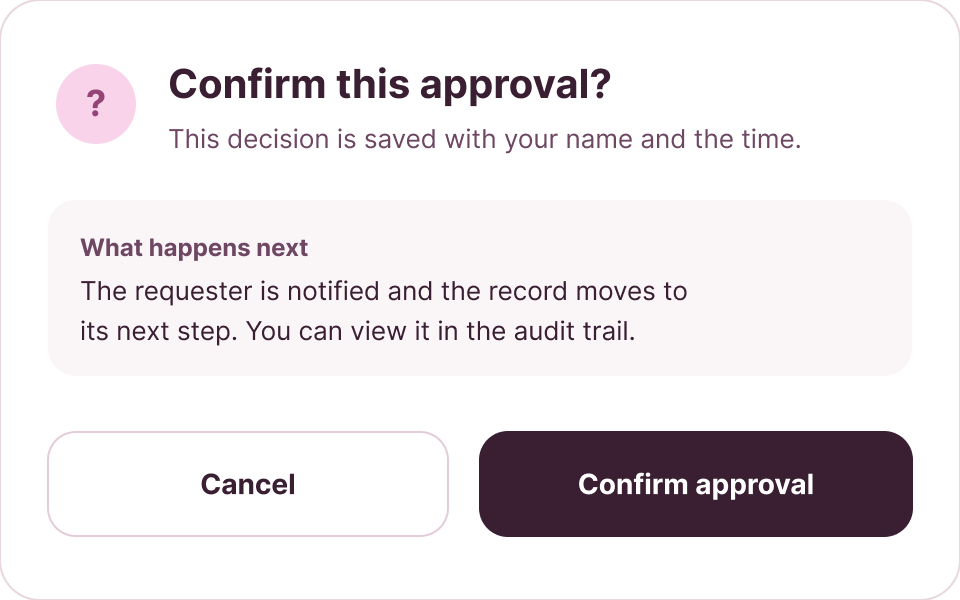 ?
Confirm this approval?
This decision is saved with your name and the time.
What happens next
The requester is notified and the record moves to
its next step. You can view it in the audit trail.
Cancel
Confirm approval